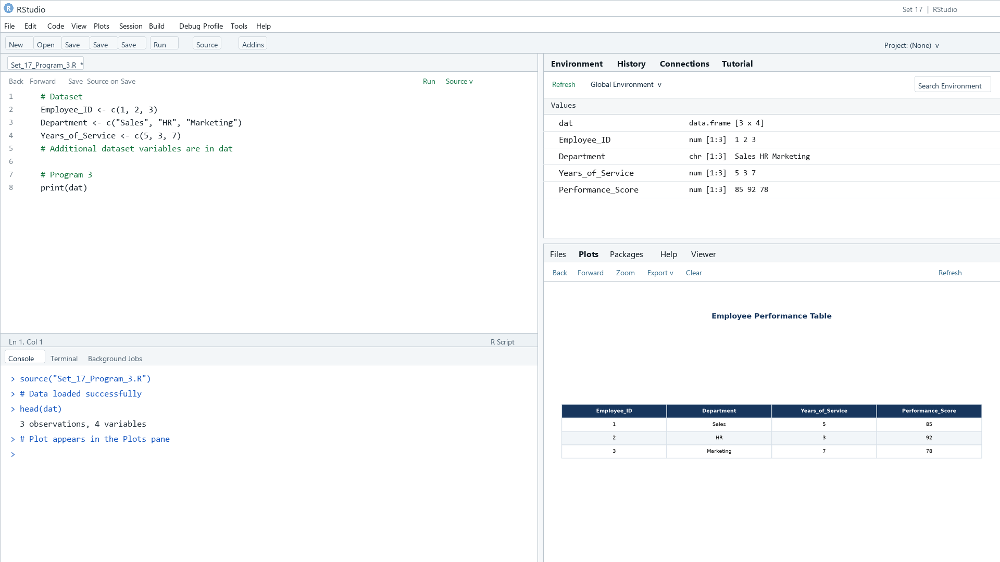 R RStudio
Set 17 | RStudio
File Edit Code View Plots Session Build Debug Profile Tools Help
New Open Save Save Save Run Source Addins
Project: (None) v
Set_17_Program_3.R *
Back Forward Save Source on Save Run Source v
1 # Dataset
2 Employee_ID <- c(1, 2, 3)
3 Department <- c("Sales", "HR", "Marketing")
4 Years_of_Service <- c(5, 3, 7)
5 # Additional dataset variables are in dat
6
7 # Program 3
8 print(dat)
Ln 1, Col 1 R Script
Console Terminal Background Jobs
> source("Set_17_Program_3.R")
> # Data loaded successfully
> head(dat)
3 observations, 4 variables
> # Plot appears in the Plots pane
>
Environment History Connections Tutorial
Refresh Global Environment v Search Environment
Values
dat data.frame [3 x 4]
Employee_ID num [1:3] 1 2 3
Department chr [1:3] Sales HR Marketing
Years_of_Service num [1:3] 5 3 7
Performance_Score num [1:3] 85 92 78
Files Plots Packages Help Viewer
Back Forward Zoom Export v Clear Refresh
Employee Performance Table
Employee_ID Department Years_of_Service Performance_Score
1 Sales 5 85
2 HR 3 92
3 Marketing 7 78